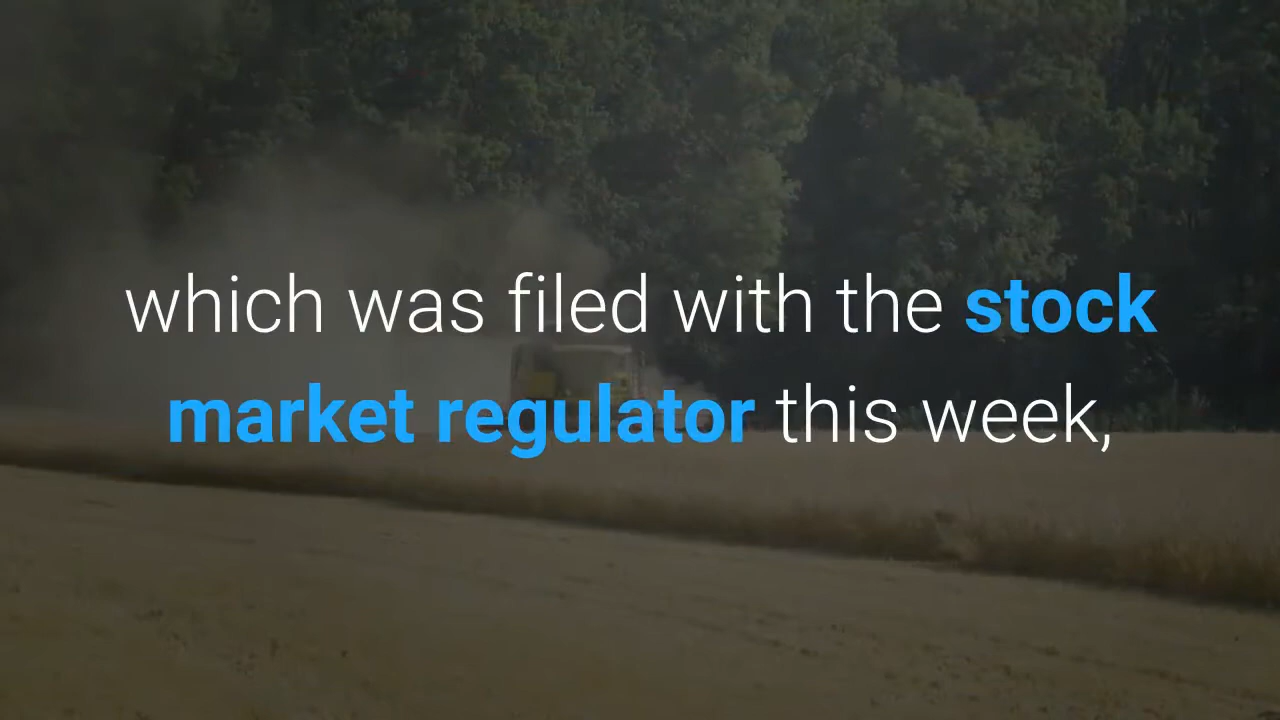 which was filed with the stock
market regulator this week,